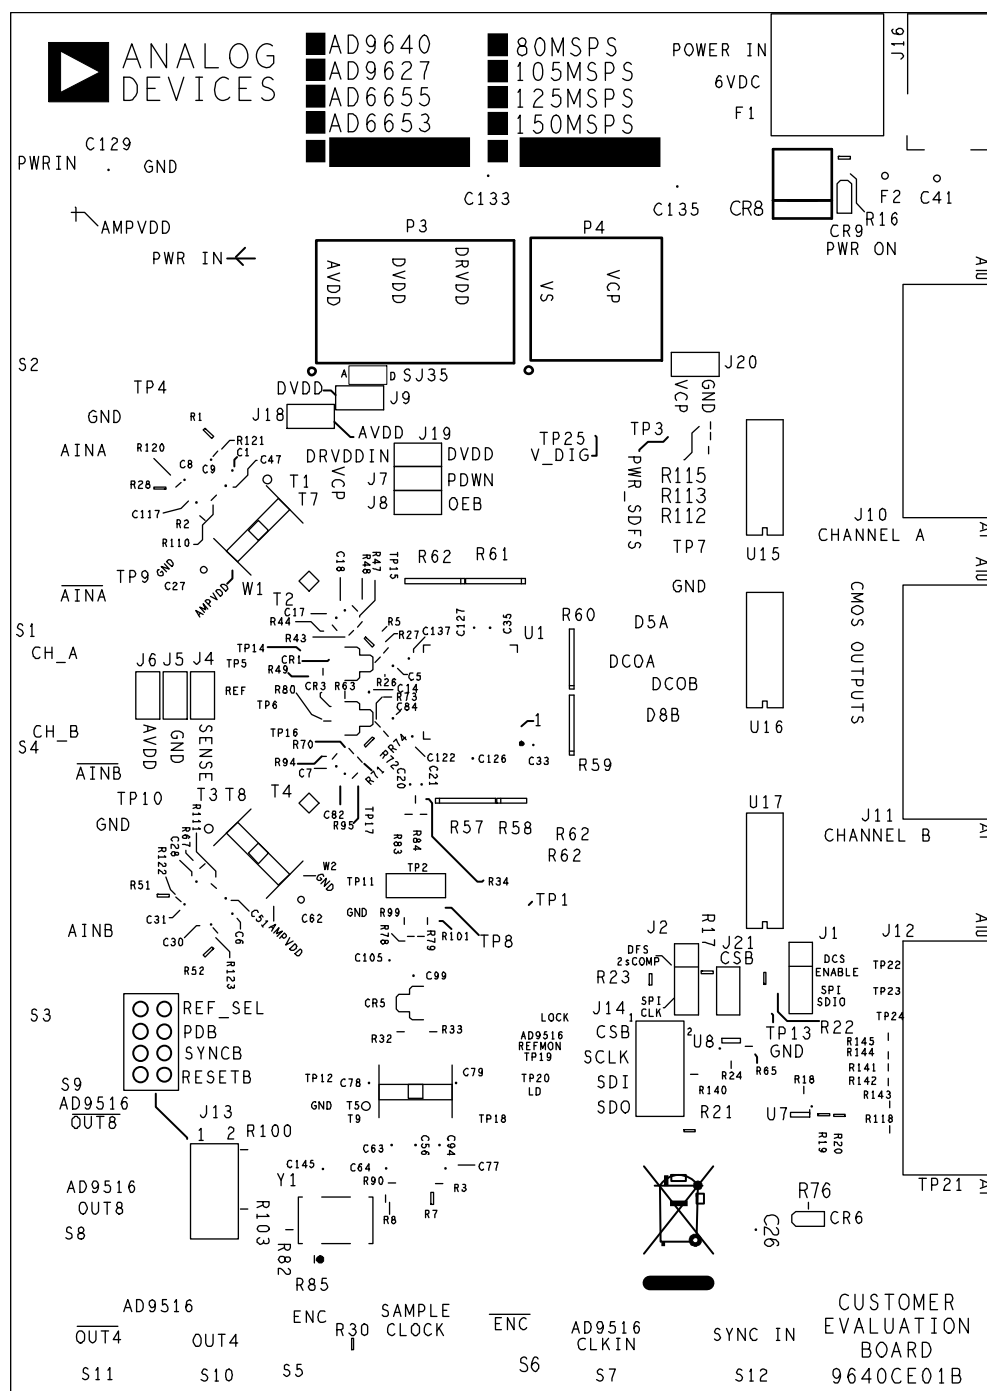 ANALOG
DEVICES
AD9640
AD9627
AD6655
AD6653
80MSPS
105MSPS
125MSPS
150MSPS
POWER IN
6VDC
F1
J16
C129
PWRIN
GND
AMPVDD
PWR IN
C133
C135
CR8
F2
C41
R16
CR9
PWR ON
P3
P4
AVDD
DVDD
DRVDD
VS
VCP
S2
A
D
SJ35
DVDD
J9
J18
AVDD
J20
VCP
GND
TP4
GND
R1
AINA
R120
C8
C9
R121
C1
C47
R28
C117
R2
R110
T1
T7
J19
DRVDDIN
DVDD
VCP
J7
PDWN
J8
OEB
TP25
V_DIG
TP3
PWR_SDFS
R115
R113
R112
TP7
GND
U15
J10
CHANNEL A
AIU
AI
TP9
GND
C27
AMPVDD
W1
AINA
T2
C18
R48
R47
TP15
R62
R61
C17
R44
R43
R5
R27
C137
C127
C35
U1
R60
D5A
DCOA
DCOB
D8B
U16
CMOS OUTPUTS
AIU
S1
CH_A
J6
J5
J4
TP14
TP5
CR1
R49
REF
R80
CR3
R63
R26
C5
C14
R73
C84
TP6
TP16
R70
R74
R72
R71
CH_B
S4
AVDD
GND
SENSE
AINB
R94
C7
C122
C126
1
C33
R59
C20
C21
TP10
GND
T3
T8
T4
C82
R95
TP17
R57
R58
R83
R84
R62
R62
U17
J11
CHANNEL B
AI
R111
R67
C28
R122
R51
C31
C30
R52
R123
C6
C51
AMPVDD
W2
GND
C62
AINB
TP2
TP11
R34
GND
R99
R78
R79
R101
TP8
TP1
C105
C99
CR5
R32
R33
J2
DFS
2sCOMP
R17
J21
CSB
J1
DCS
ENABLE
SPI
SDIO
J12
AIU
TP22
TP23
TP24
R23
J14
SPI
CLK
1
2
LOCK
CSB
SCLK
SDI
SDO
AD9516
REFMON
TP19
TP20
LD
U8
TP13
GND
R22
R145
R144
R141
R142
R143
R118
R140
R24
R65
R18
R21
U7
R19
R20
S3
REF_SEL
PDB
SYNCB
RESETB
S9
AD9516
OUT8
TP12
C78
C79
GND
T5
T9
TP18
J13
1 2
R100
C63
C56
C94
C145
C64
C77
Y1
R90
R3
R8
R7
AD9516
OUT8
S8
R103
R82
R85
R76
CR6
C26
TP21
AI
AD9516
OUT4
OUT4
S11
S10
ENC
S5
R30
SAMPLE
CLOCK
ENC
S6
AD9516
CLKIN
S7
SYNC IN
S12
CUSTOMER
EVALUATION
BOARD
9640CE01B